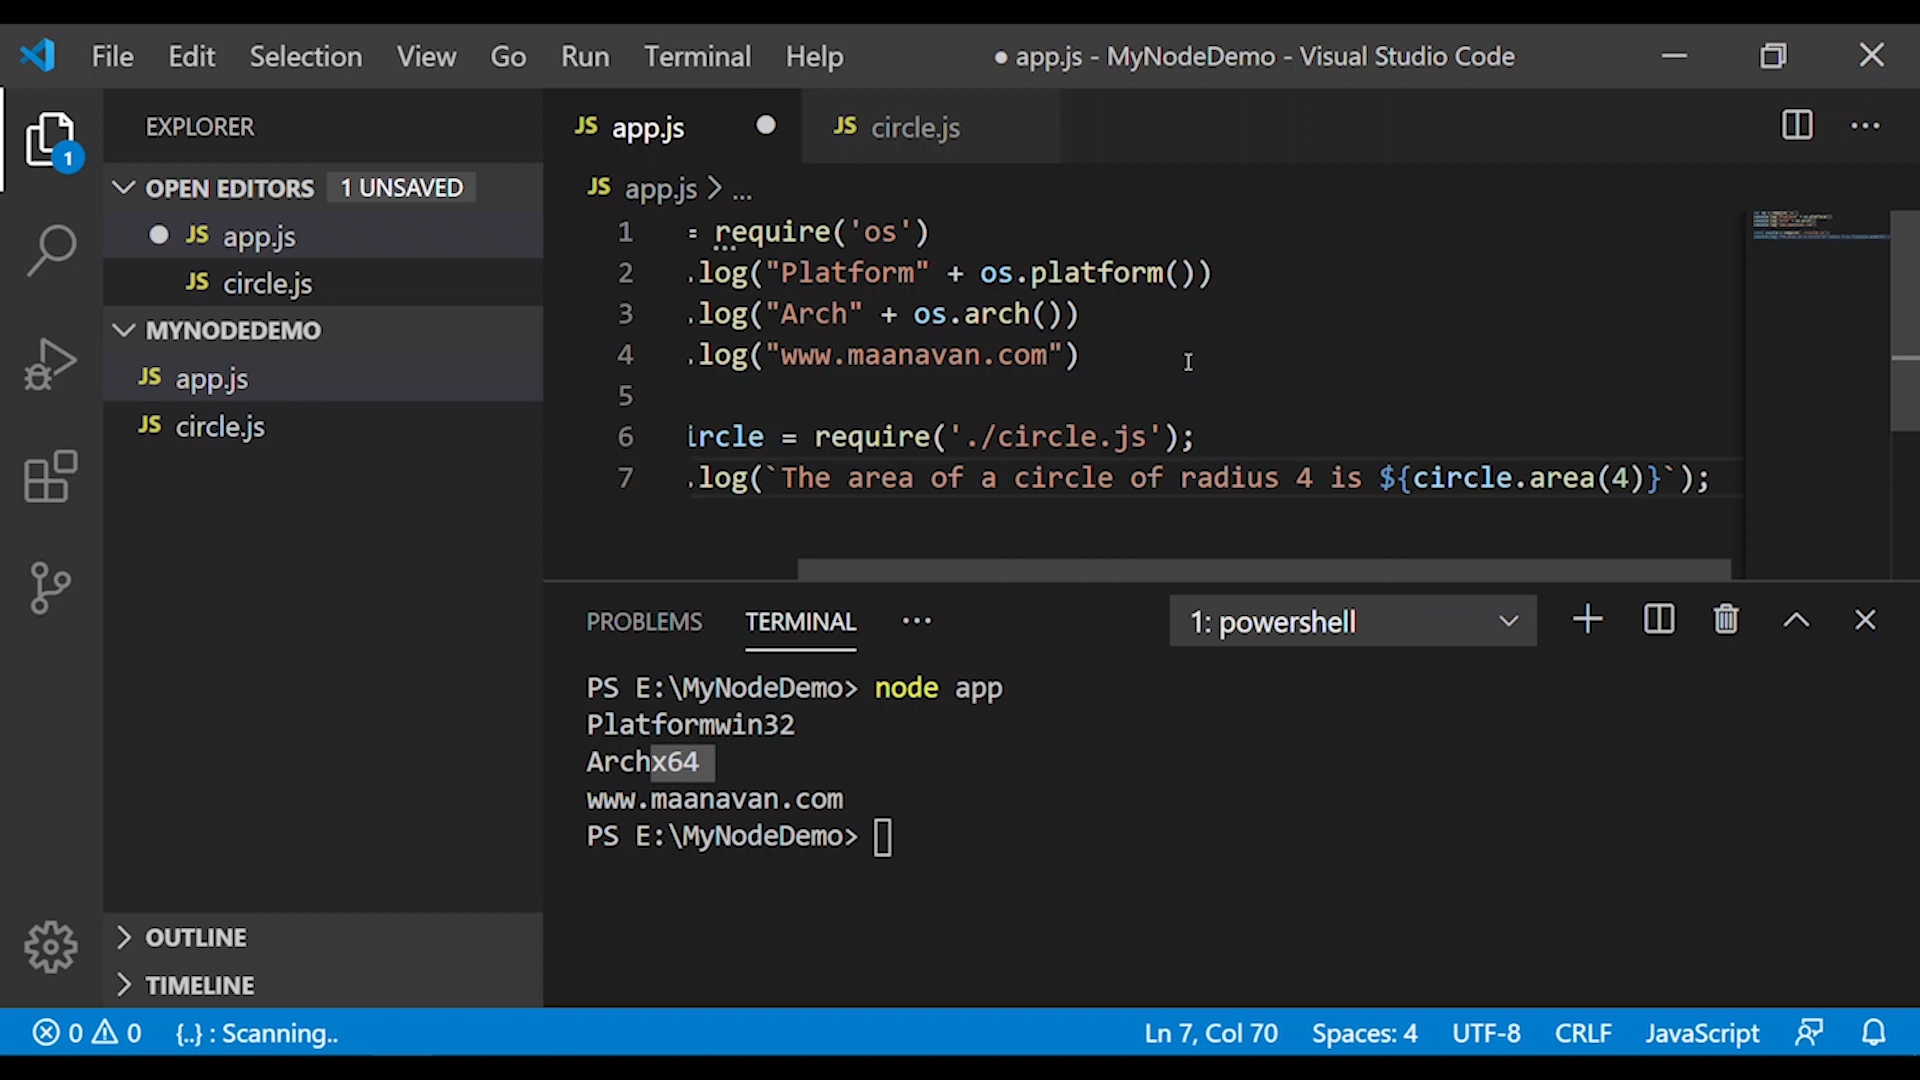 File Edit Selection View Go Run Terminal Help ● app.js - MyNodeDemo - Visual Studio Code
EXPLORER
JS app.js
JS circle.js
OPEN EDITORS 1 UNSAVED
1
JS app.js
JS circle.js
MYNODEDEMO
JS app.js
JS circle.js
OUTLINE
TIMELINE
JS app.js > ...
1 = require('os')
2 .log("Platform" + os.platform())
3 .log("Arch" + os.arch())
4 .log("www.maanavan.com")
5
6 ircle = require('./circle.js');
7 .log(`The area of a circle of radius 4 is ${circle.area(4)}`);
PROBLEMS TERMINAL ... 1: powershell
PS E:\MyNodeDemo> node app
Platformwin32
Archx64
www.maanavan.com
PS E:\MyNodeDemo>
0 0 {..} : Scanning.. Ln 7, Col 70 Spaces: 4 UTF-8 CRLF JavaScript